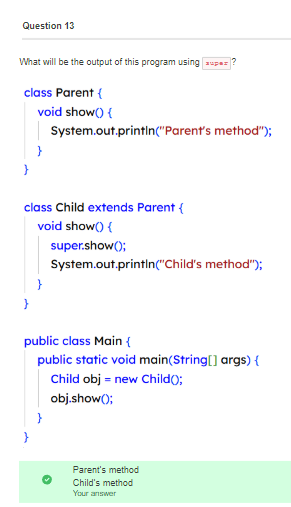 Question 13
What will be the output of this program using super?
class Parent {
void show() {
System.out.println("Parent's method");
}
}
class Child extends Parent {
void show() {
super.show();
System.out.println("Child's method");
}
}
public class Main {
public static void main(String[] args) {
Child obj = new Child();
obj.show();
}
}
Parent's method
Child's method
Your answer